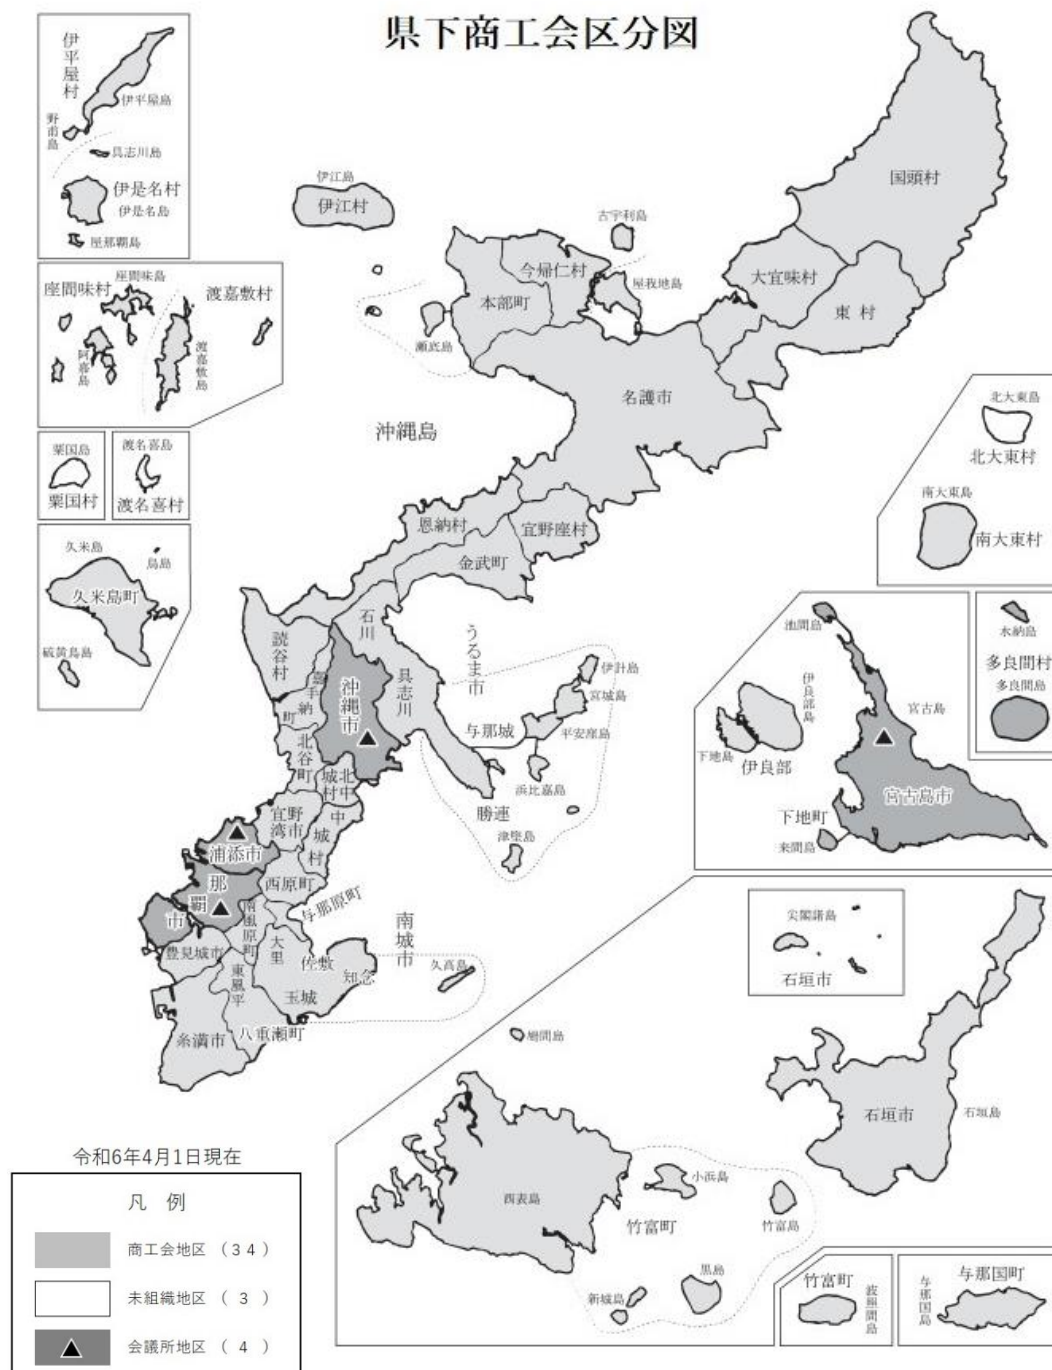 県下商工会区分図
伊平屋村
伊平屋島
野甫島
具志川島
伊是名村
伊是名島
屋那覇島
伊江島
伊江村
古宇利島
国頭村
今帰仁村
屋我地島
大宜味村
本部町
東村
瀬底島
名護市
沖縄島
座間味島
座間味村
渡嘉敷村
阿嘉島
渡嘉敷島
粟国島
粟国村
渡名喜島
渡名喜村
久米島
鳥島
久米島町
硫黄鳥島
北大東島
北大東村
南大東島
南大東村
恩納村
宜野座村
金武町
石川
うるま市
読谷村
嘉手納町
沖縄市
具志川
伊計島
宮城島
与那城
平安座島
北谷町
北中城村
浜比嘉島
勝連
津堅島
宜野湾市
中城村
浦添市
那覇市
西原町
与那原町
南風原町
南城市
豊見城市
大里
佐敷
知念
久高島
東風平
玉城
糸満市
八重瀬町
池間島
水納島
多良間村
多良間島
伊良部島
宮古島
下地島
伊良部
宮古島市
下地町
来間島
尖閣諸島
石垣市
石垣市
石垣島
鳩間島
西表島
小浜島
竹富町
竹富島
新城島
黒島
竹富町
波照間島
与那国町
与那国島
令和6年4月1日現在
凡 例
商工会地区 (34)
未組織地区 (3)
会議所地区 (4)